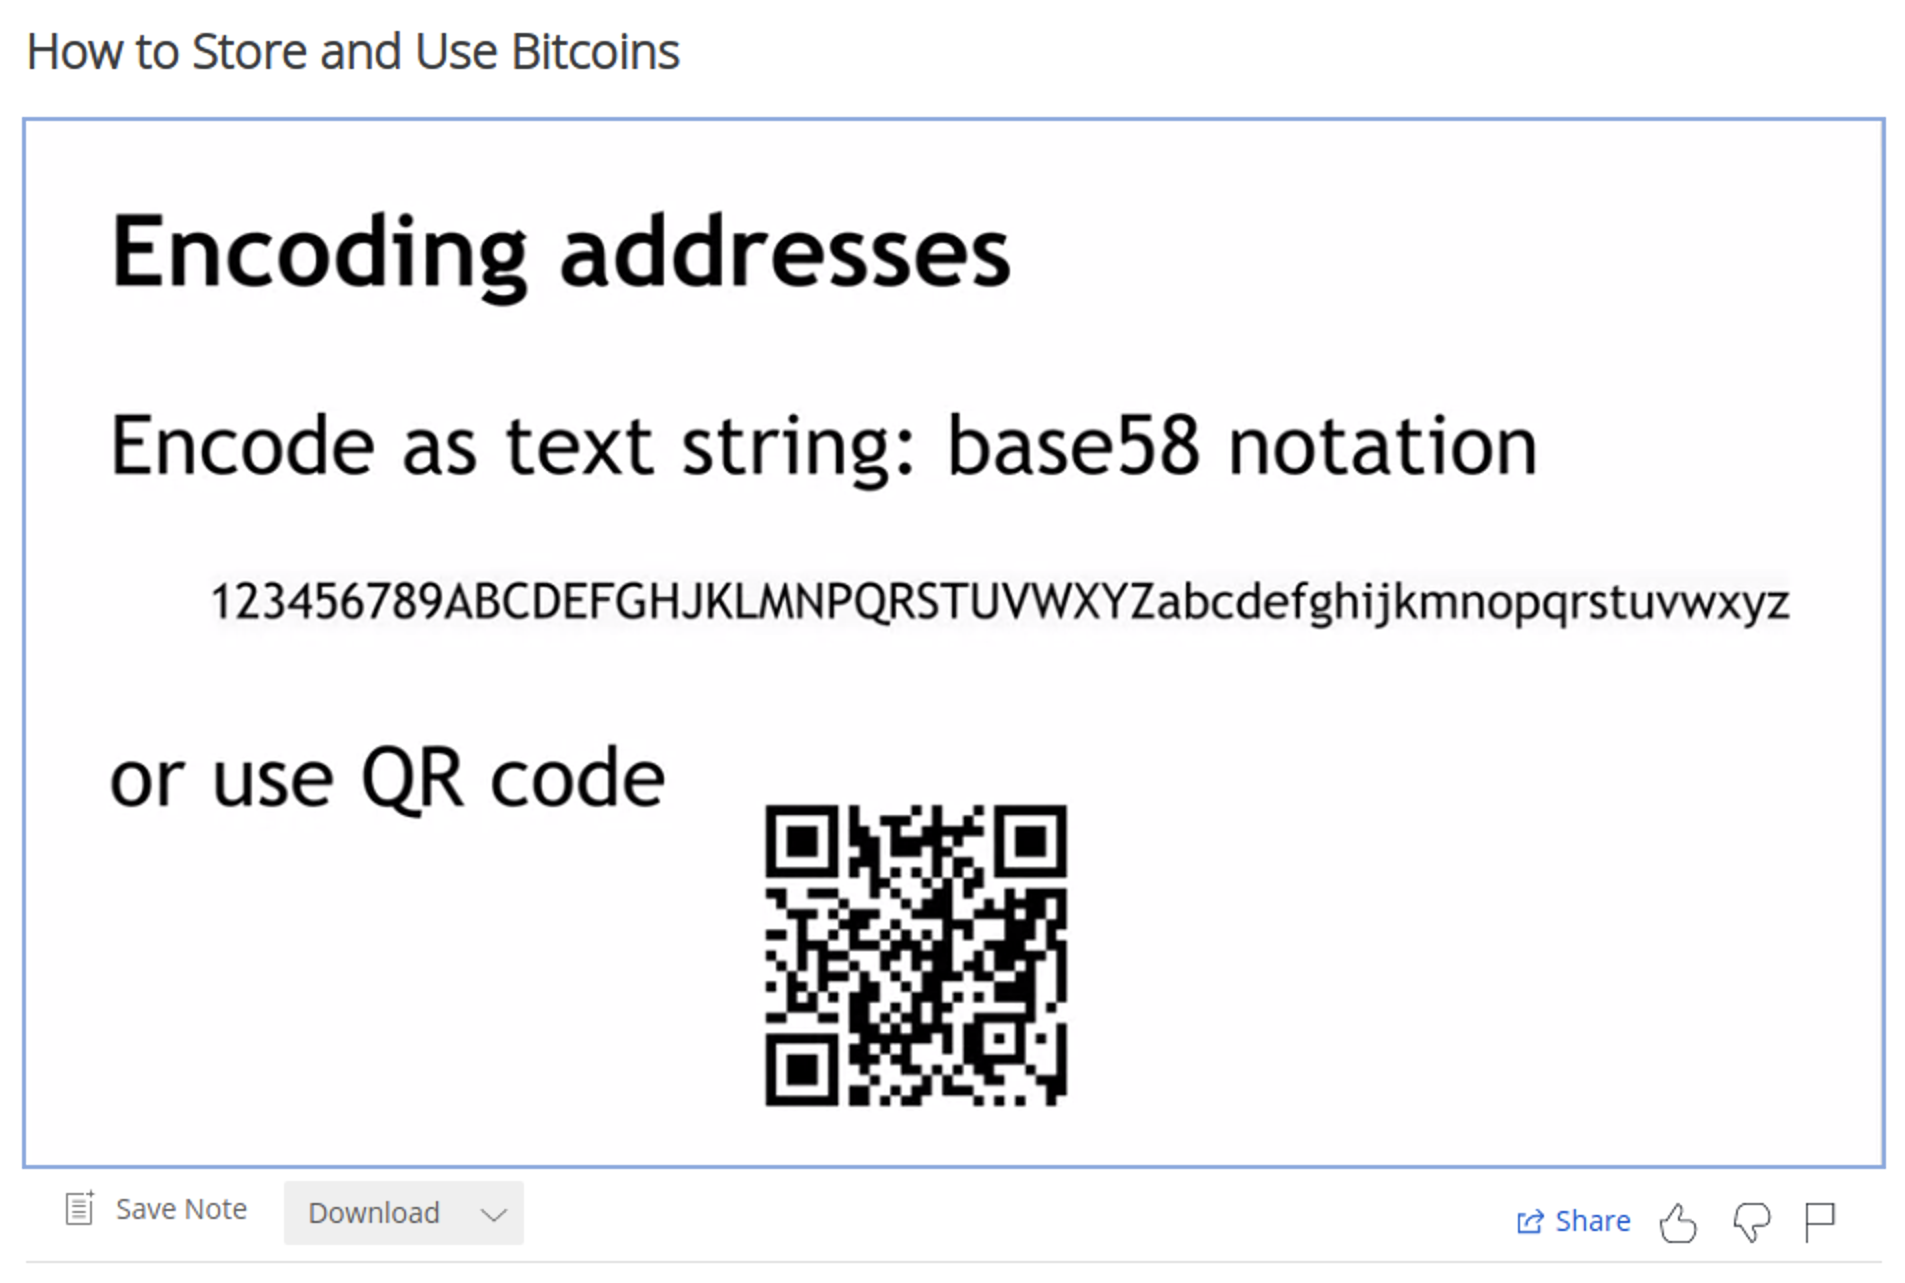 How to Store and Use Bitcoins
Encoding addresses
Encode as text string: base58 notation
123456789ABCDEFGHJKLMNPQRSTUVWXYZabcdefghijkmnopqrstuvwxyz
or use QR code
Save Note
Download
Share